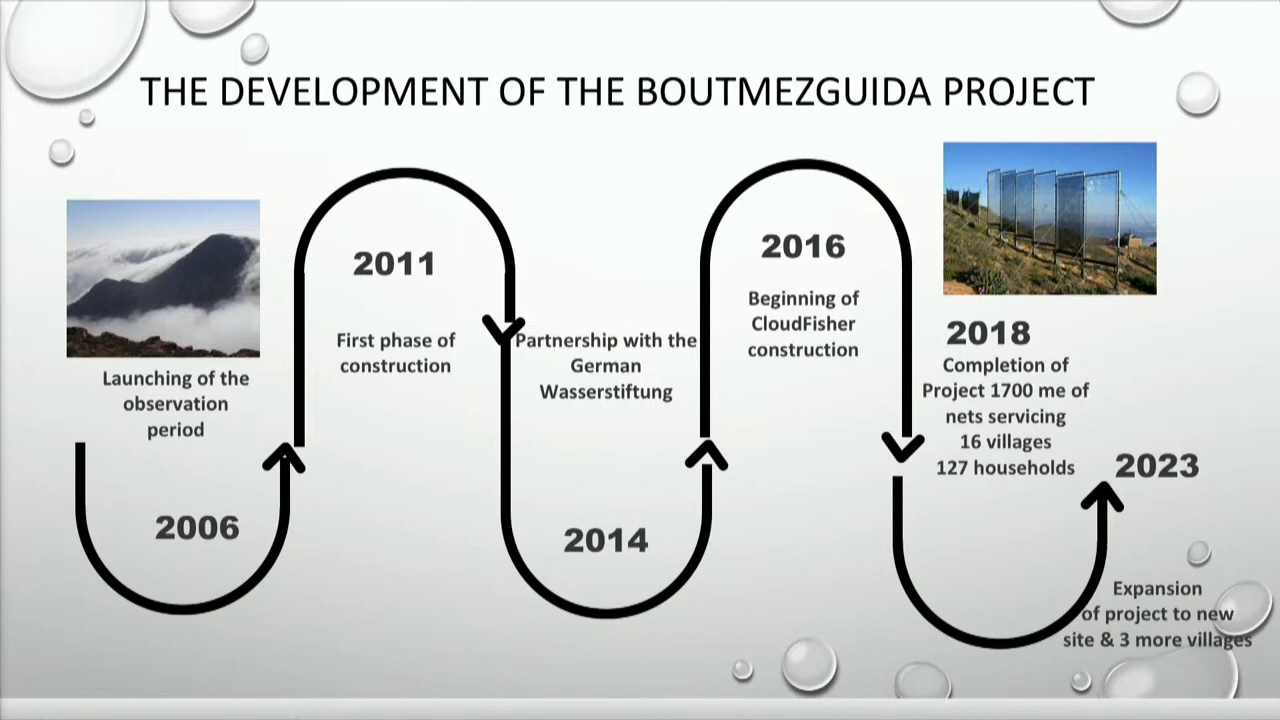 THE DEVELOPMENT OF THE BOUTMEZGUIDA PROJECT
Launching of the
observation
period
2006
2011
First phase of
construction
Partnership with the
German
Wasserstiftung
2014
2016
Beginning of
CloudFisher
construction
2018
Completion of
Project 1700 me of
nets servicing
16 villages
127 households
2023
Expansion
of project to new
site & 3 more villages